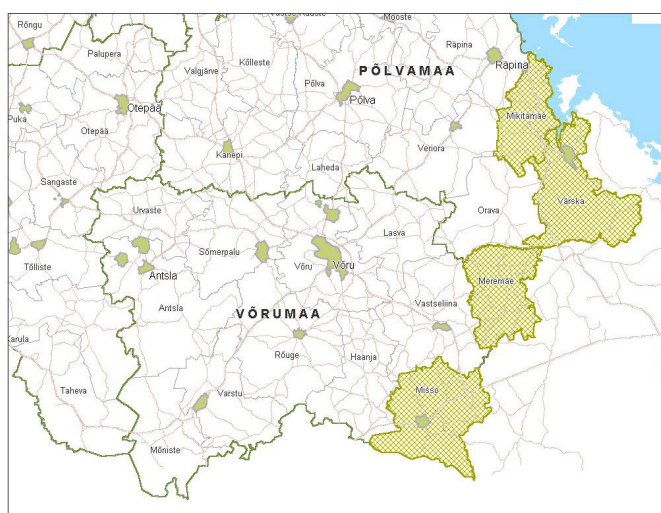 Rõngu
Mooste
Palupera
Kõlleste
Räpina
Valgjärve
PÕLVAMAA
Räpina
Põlva
Põlva
Otepää
Puka
Mikitamäe
Otepää
Kanepi
Veriora
Laheda
Sangaste
Värska
Urvaste
Orava
Lasva
Sõmerpalu
Võru
Võru
Tõlliste
Antsla
Meremäe
Antsla
VÕRUMAA
Vastseliina
Karula
Rõuge
Haanja
Taheva
Misso
Varstu
Mõniste